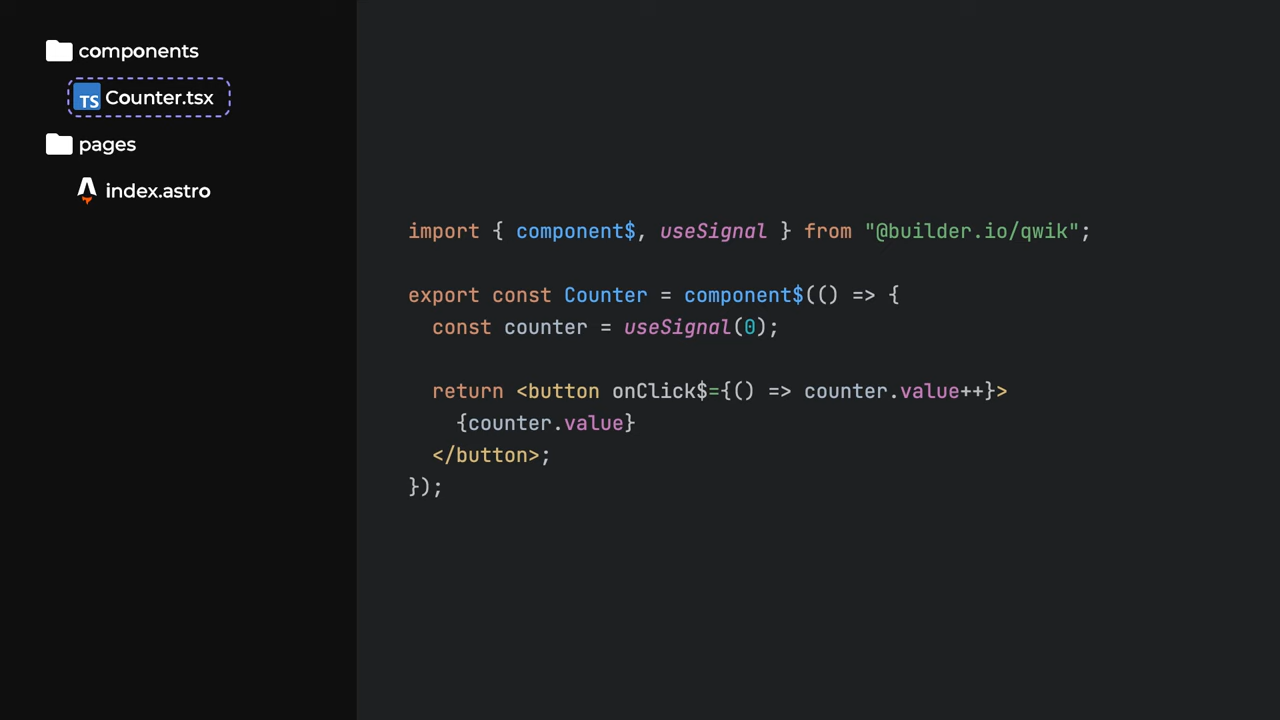 components
TS Counter.tsx
pages
index.astro
import { component$, useSignal } from "@builder.io/qwik";
export const Counter = component$(() => {
  const counter = useSignal(0);
  return <button onClick$={() => counter.value++}>
    {counter.value}
  </button>;
});